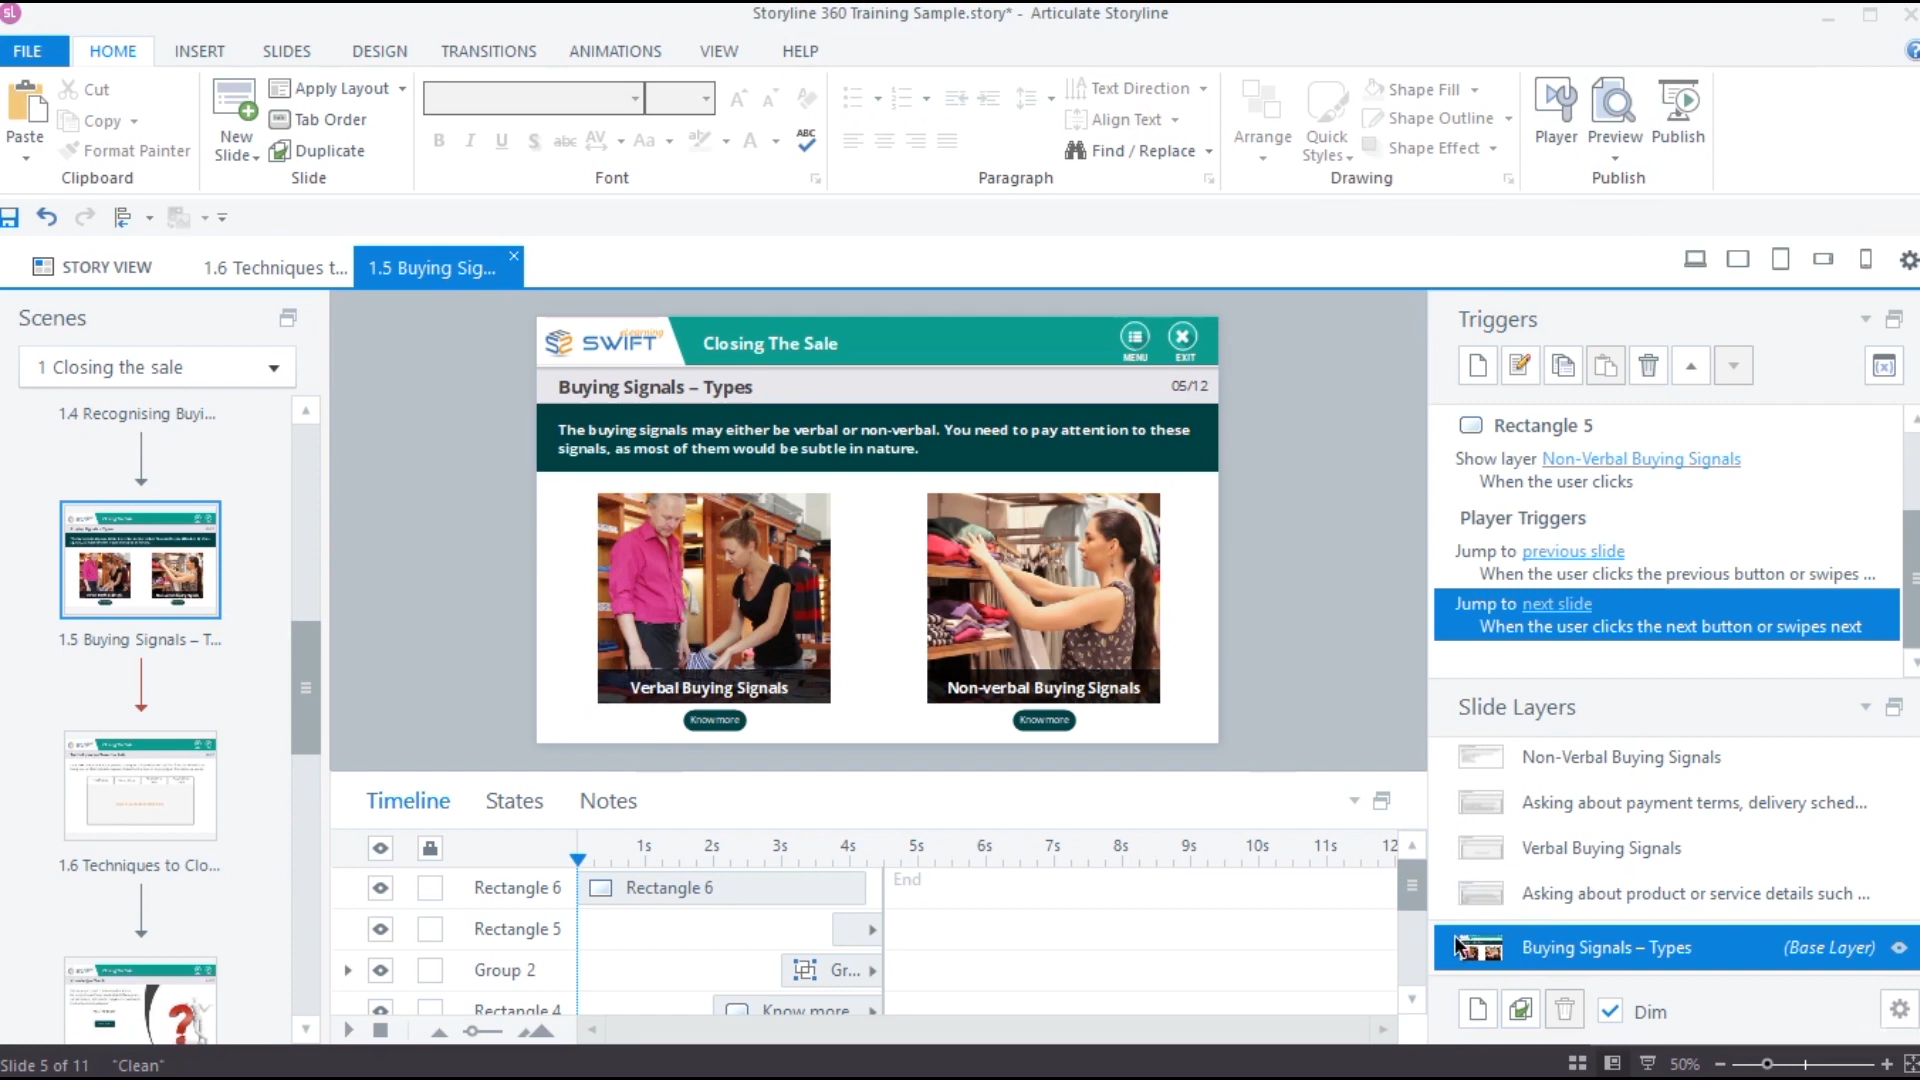 sl
Storyline 360 Training Sample.story* - Articulate Storyline
FILE
HOME
INSERT
SLIDES
DESIGN
TRANSITIONS
ANIMATIONS
VIEW
HELP
Paste
Cut
Copy
Format Painter
Clipboard
New Slide
Apply Layout
Tab Order
Duplicate
Slide
B I U S abc AV Aa A ABC
Font
Text Direction
Align Text
Find / Replace
Paragraph
Arrange
Quick Styles
Shape Fill
Shape Outline
Shape Effect
Drawing
Player
Preview
Publish
Publish
STORY VIEW
1.6 Techniques t...
1.5 Buying Sig...
Scenes
1 Closing the sale
1.4 Recognising Buyi...
1.5 Buying Signals – T...
1.6 Techniques to Clo...
SWIFT eLearning
Closing The Sale
MENU
EXIT
Buying Signals – Types
05/12
The buying signals may either be verbal or non-verbal. You need to pay attention to these
signals, as most of them would be subtle in nature.
Verbal Buying Signals
Know more
Non-verbal Buying Signals
Know more
Timeline
States
Notes
1s 2s 3s 4s 5s 6s 7s 8s 9s 10s 11s 12
Rectangle 6
Rectangle 6
End
Rectangle 5
Group 2
Gr...
Rectangle 4
Know more
Triggers
Rectangle 5
Show layer Non-Verbal Buying Signals
When the user clicks
Player Triggers
Jump to previous slide
When the user clicks the previous button or swipes ...
Jump to next slide
When the user clicks the next button or swipes next
Slide Layers
Non-Verbal Buying Signals
Asking about payment terms, delivery sched...
Verbal Buying Signals
Asking about product or service details such ...
Buying Signals – Types
(Base Layer)
Dim
Slide 5 of 11
"Clean"
50%